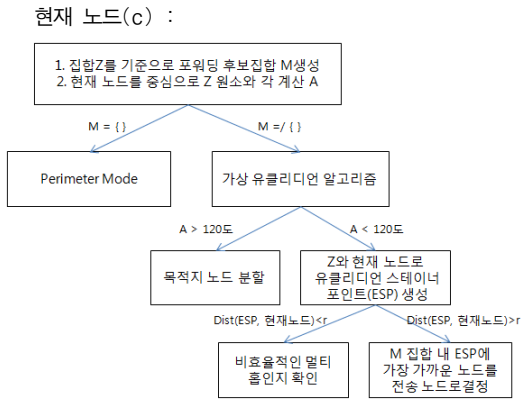 현재 노드(c) :
1. 집합Z를 기준으로 포워딩 후보집합 M생성
2. 현재 노드를 중심으로 Z 원소와 각 계산 A
M = { }
M =/ { }
Perimeter Mode
가상 유클리디언 알고리즘
A > 120도
A < 120도
목적지 노드 분할
Z와 현재 노드로
유클리디언 스테이너
포인트(ESP) 생성
Dist(ESP, 현재노드)<r
Dist(ESP, 현재노드)>r
비효율적인 멀티
홉인지 확인
M 집합 내 ESP에
가장 가까운 노드를
전송 노드로결정